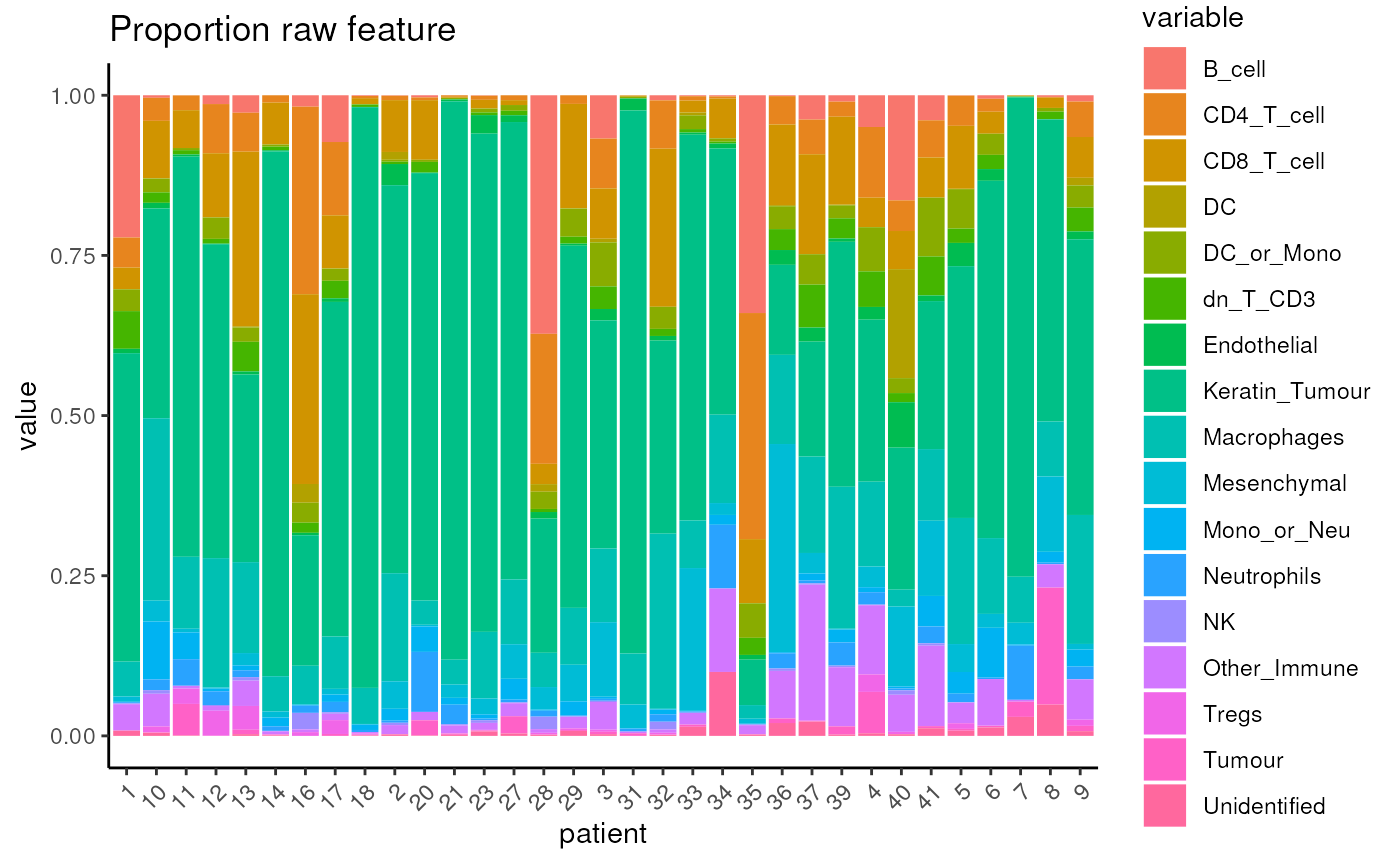 Proportion raw feature
value
1.00
0.75
0.50
0.25
0.00
1 10 11 12 13 14 16 17 18 2 20 21 23 27 28 29 3 31 32 33 34 35 36 37 39 4 40 41 5 6 7 8 9
patient
variable
B_cell
CD4_T_cell
CD8_T_cell
DC
DC_or_Mono
dn_T_CD3
Endothelial
Keratin_Tumour
Macrophages
Mesenchymal
Mono_or_Neu
Neutrophils
NK
Other_Immune
Tregs
Tumour
Unidentified